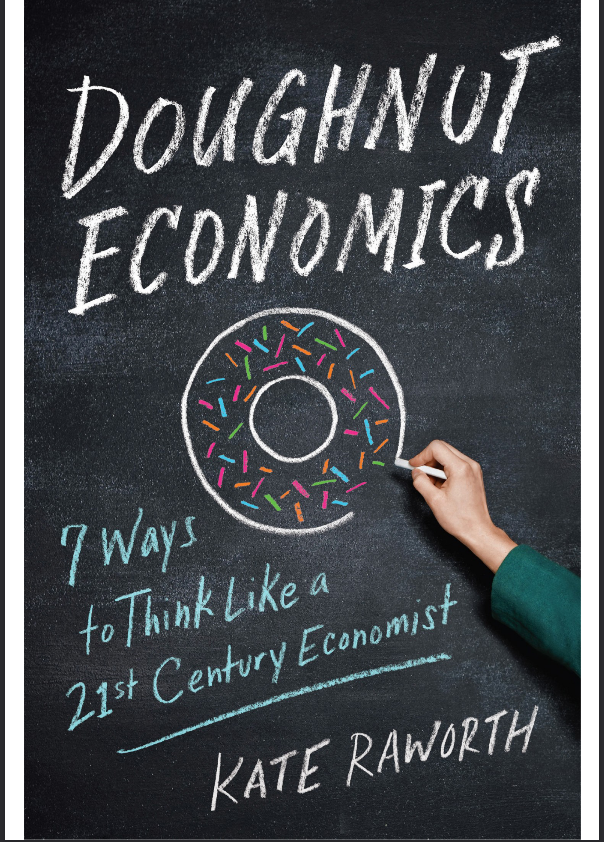 DOUGHNUT
ECONOMICS
7 Ways
to Think Like a
21st Century Economist
KATE RAWORTH